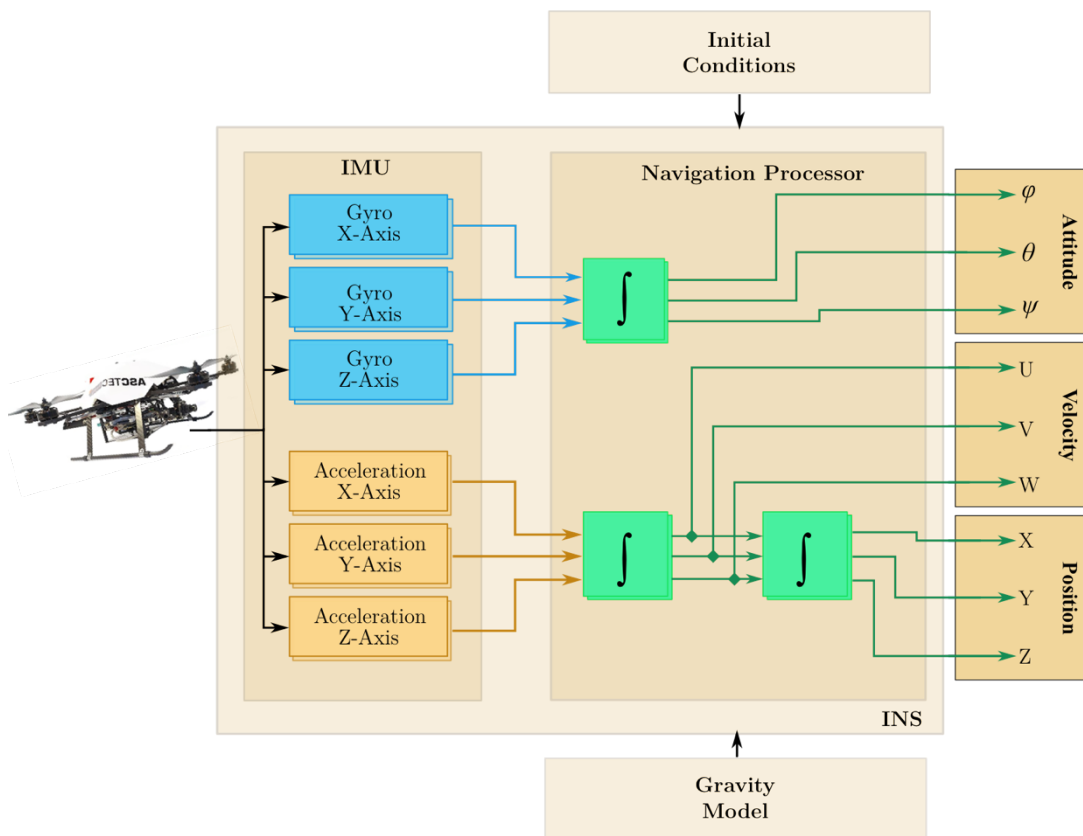 Initial
Conditions
IMU
Navigation Processor
Gyro
X-Axis
Gyro
Y-Axis
Gyro
Z-Axis
Acceleration
X-Axis
Acceleration
Y-Axis
Acceleration
Z-Axis
∫
∫
∫
φ
θ
ψ
Attitude
U
V
W
Velocity
X
Y
Z
Position
INS
Gravity
Model
ASCTEC